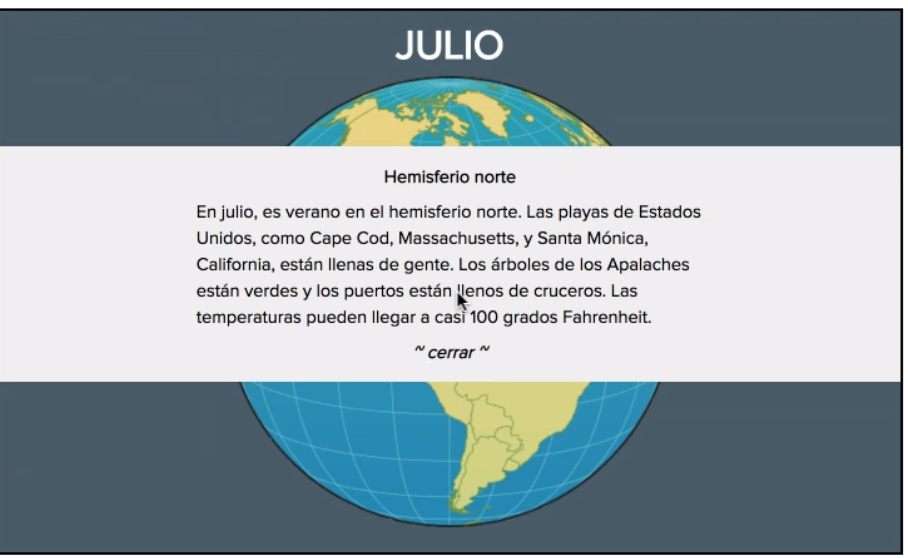 JULIO
Hemisferio norte
En julio, es verano en el hemisferio norte. Las playas de Estados
Unidos, como Cape Cod, Massachusetts, y Santa Mónica,
California, están llenas de gente. Los árboles de los Apalaches
están verdes y los puertos están llenos de cruceros. Las
temperaturas pueden llegar a casi 100 grados Fahrenheit.
~ cerrar ~